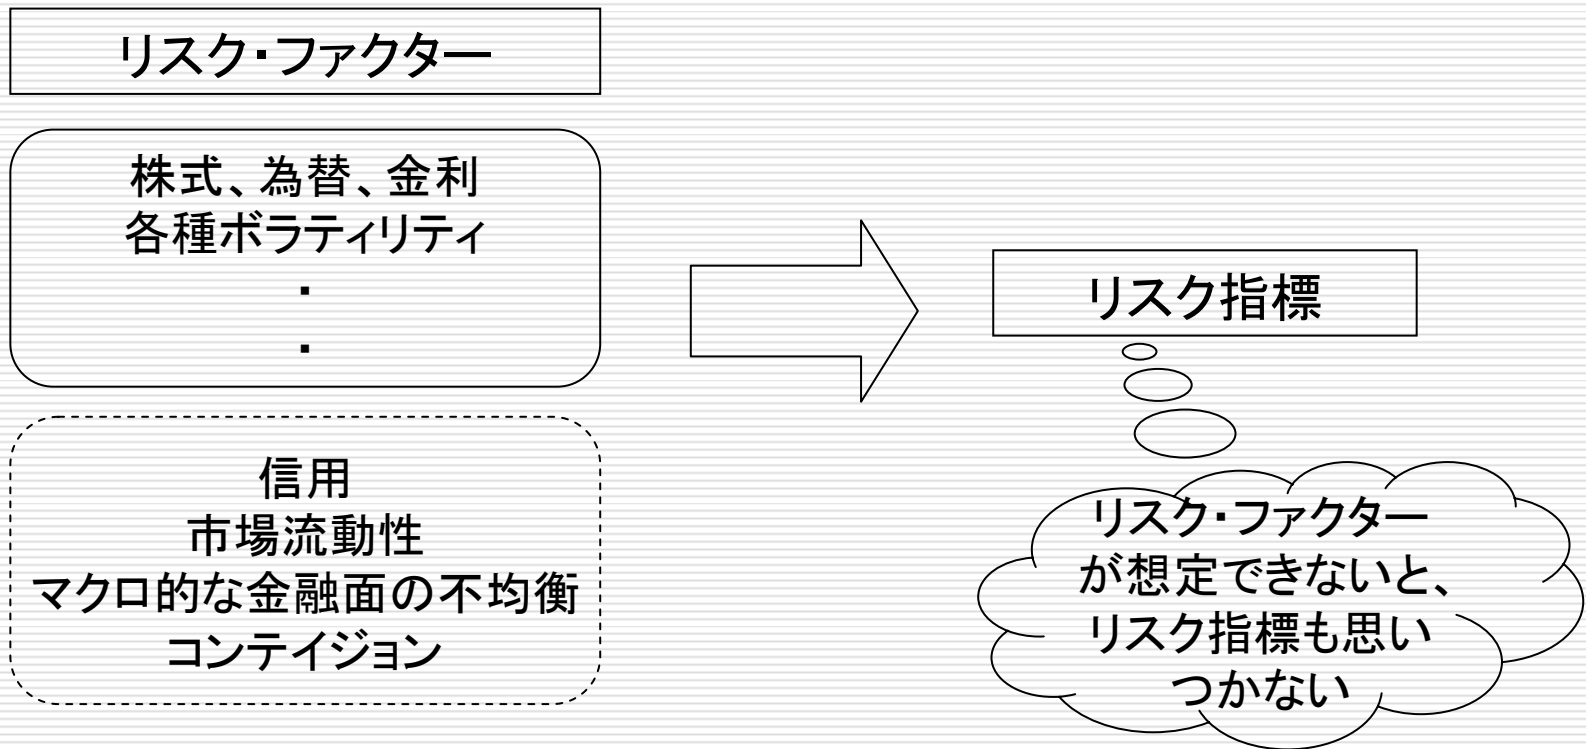 リスク・ファクター
株式、為替、金利
各種ボラティリティ
・
・
信用
市場流動性
マクロ的な金融面の不均衡
コンテイジョン
リスク指標
リスク・ファクター
が想定できないと、
リスク指標も思い
つかない